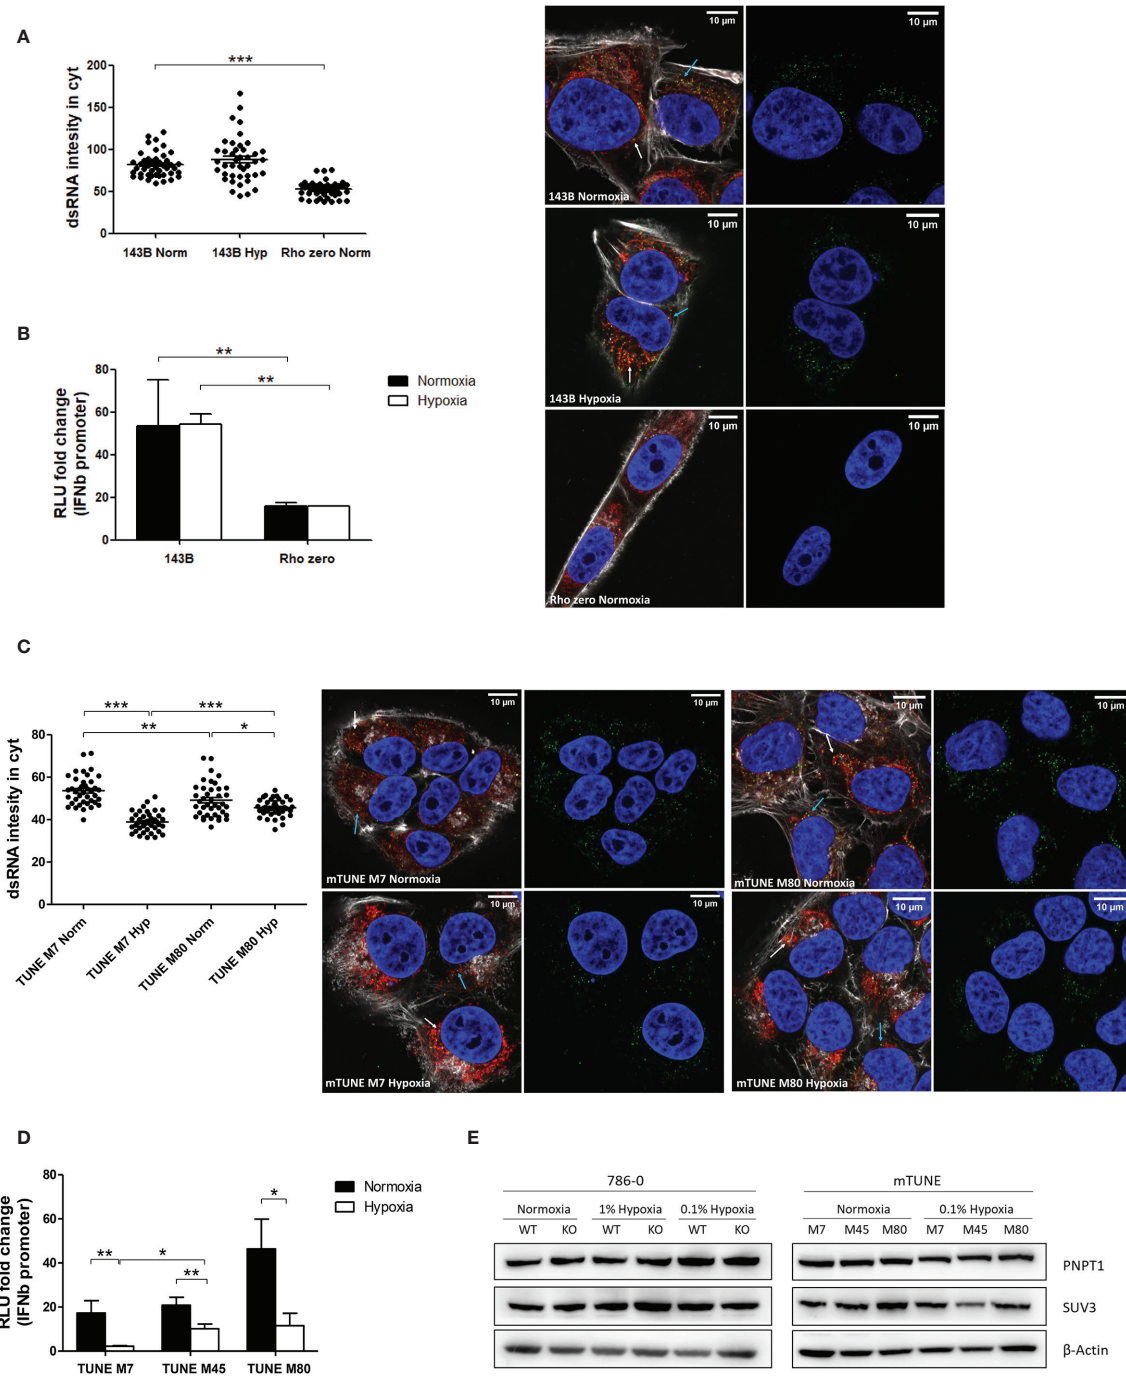 A
dsRNA intesity in cyt
200
150
100
50
0
***
143B Norm
143B Hyp
Rho zero Norm
10 µm
10 µm
143B Normoxia
10 µm
10 µm
143B Hypoxia
10 µm
10 µm
Rho zero Normoxia
B
RLU fold change
(IFNb promoter)
80
60
40
20
0
**
**
Normoxia
Hypoxia
143B
Rho zero
C
dsRNA intesity in cyt
80
60
40
20
0
***
***
**
*
TUNE M7 Norm
TUNE M7 Hyp
TUNE M80 Norm
TUNE M80 Hyp
10 µm
10 µm
10 µm
10 µm
mTUNE M7 Normoxia
mTUNE M80 Normoxia
10 µm
10 µm
10 µm
10 µm
mTUNE M7 Hypoxia
mTUNE M80 Hypoxia
D
RLU fold change
(IFNb promoter)
80
60
40
20
0
**
*
**
*
Normoxia
Hypoxia
TUNE M7
TUNE M45
TUNE M80
E
786-0
mTUNE
Normoxia
1% Hypoxia
0.1% Hypoxia
Normoxia
0.1% Hypoxia
WT
KO
WT
KO
WT
KO
M7
M45
M80
M7
M45
M80
PNPT1
SUV3
β-Actin